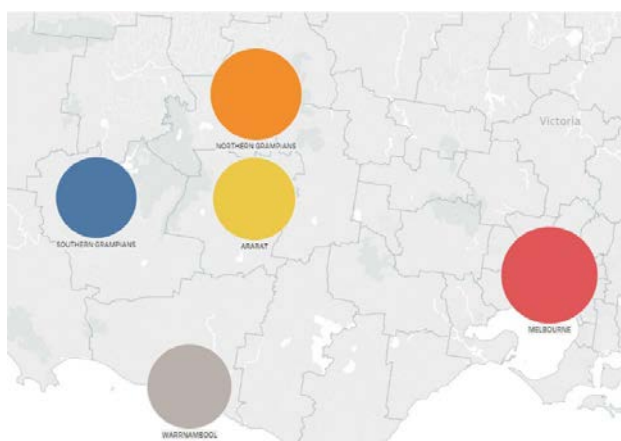 Victoria
NORTHERN GRAMPIANS
SOUTHERN GRAMPIANS
ARARAT
MELBOURNE
WARRNAMBOOL